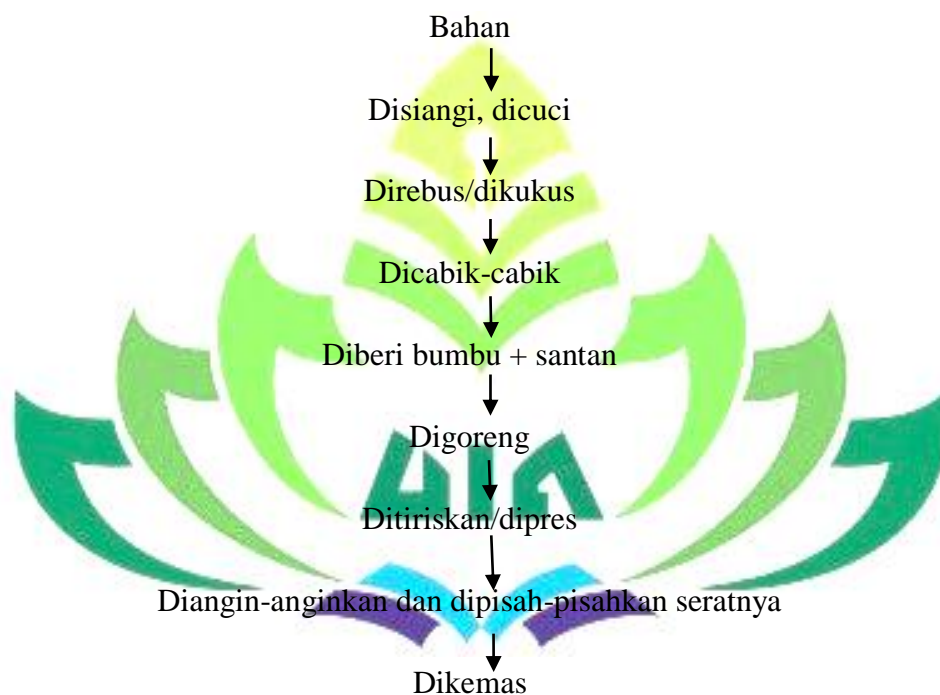 Bahan
Disiangi, dicuci
Direbus/dikukus
Dicabik-cabik
Diberi bumbu + santan
Digoreng
UIN
Ditiriskan/dipres
Diangin-anginkan dan dipisah-pisahkan seratnya
Dikemas